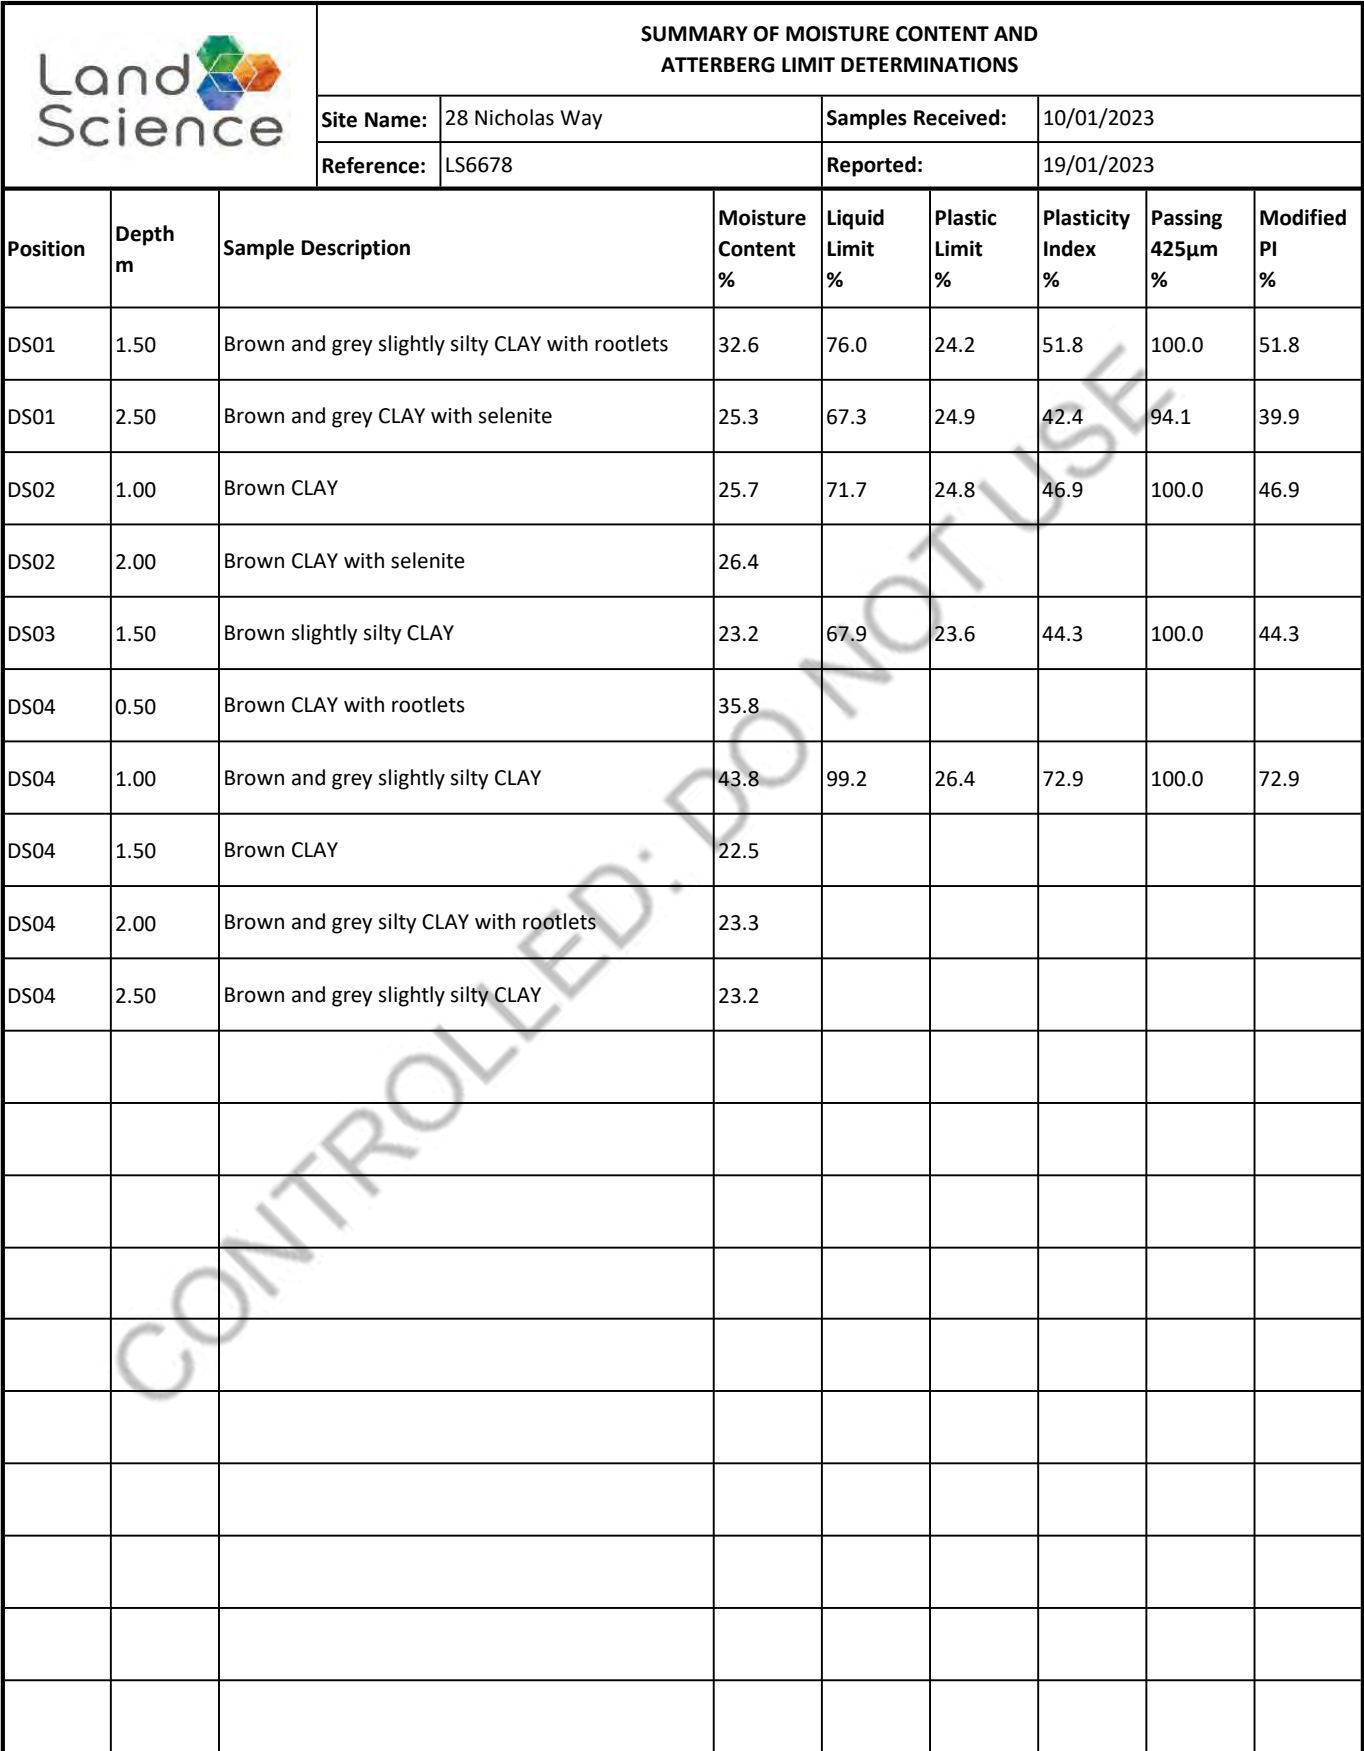 Land
Science
SUMMARY OF MOISTURE CONTENT AND
ATTERBERG LIMIT DETERMINATIONS
Site Name: 28 Nicholas Way Samples Received: 10/01/2023
Reference: LS6678 Reported: 19/01/2023
Position Depth m Sample Description Moisture Content % Liquid Limit % Plastic Limit % Plasticity Index % Passing 425µm % Modified PI %
DS01 1.50 Brown and grey slightly silty CLAY with rootlets 32.6 76.0 24.2 51.8 100.0 51.8
DS01 2.50 Brown and grey CLAY with selenite 25.3 67.3 24.9 42.4 94.1 39.9
DS02 1.00 Brown CLAY 25.7 71.7 24.8 46.9 100.0 46.9
DS02 2.00 Brown CLAY with selenite 26.4
DS03 1.50 Brown slightly silty CLAY 23.2 67.9 23.6 44.3 100.0 44.3
DS04 0.50 Brown CLAY with rootlets 35.8
DS04 1.00 Brown and grey slightly silty CLAY 43.8 99.2 26.4 72.9 100.0 72.9
DS04 1.50 Brown CLAY 22.5
DS04 2.00 Brown and grey silty CLAY with rootlets 23.3
DS04 2.50 Brown and grey slightly silty CLAY 23.2
CONTROLLED: DO NOT USE